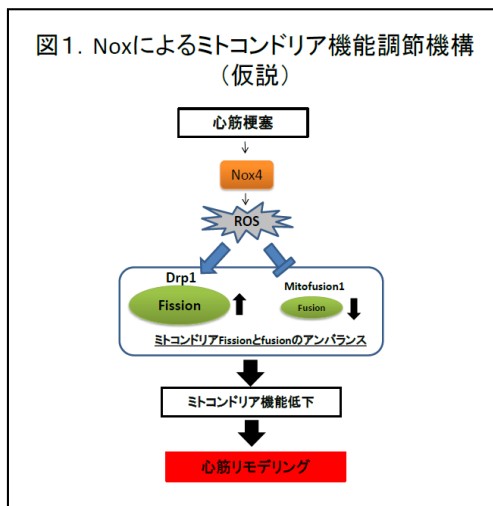 図１．Noxによるミトコンドリア機能調節機構
（仮説）
心筋梗塞
Nox4
ROS
Drp1
Mitofusion1
Fission
Fusion
ミトコンドリアFissionとfusionのアンバランス
ミトコンドリア機能低下
心筋リモデリング